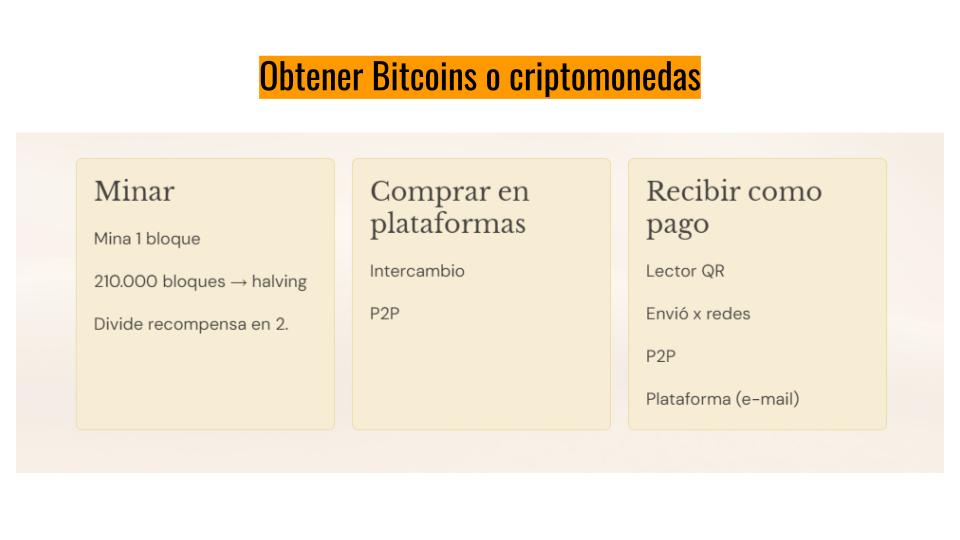 Obtener Bitcoins o criptomonedas
Minar
Mina 1 bloque
210.000 bloques → halving
Divide recompensa en 2.
Comprar en
plataformas
Intercambio
P2P
Recibir como
pago
Lector QR
Envió x redes
P2P
Plataforma (e-mail)